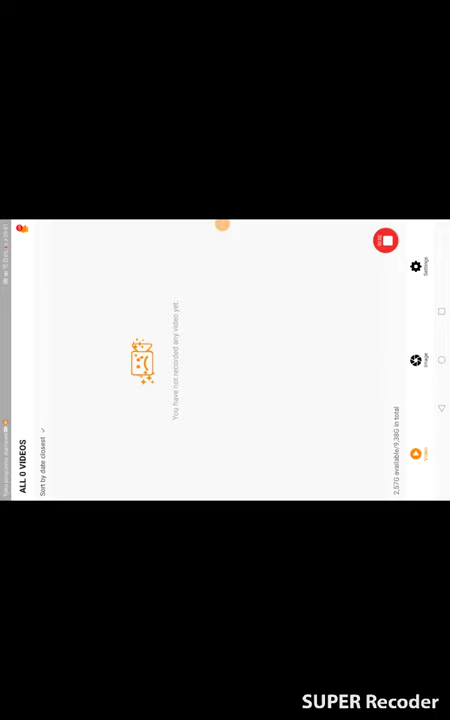 ALL 0 VIDEOS
Sort by date closest
You have not recorded any video yet.
2,57G available/9,38G in total
Video
Image
Settings
SUPER Recoder